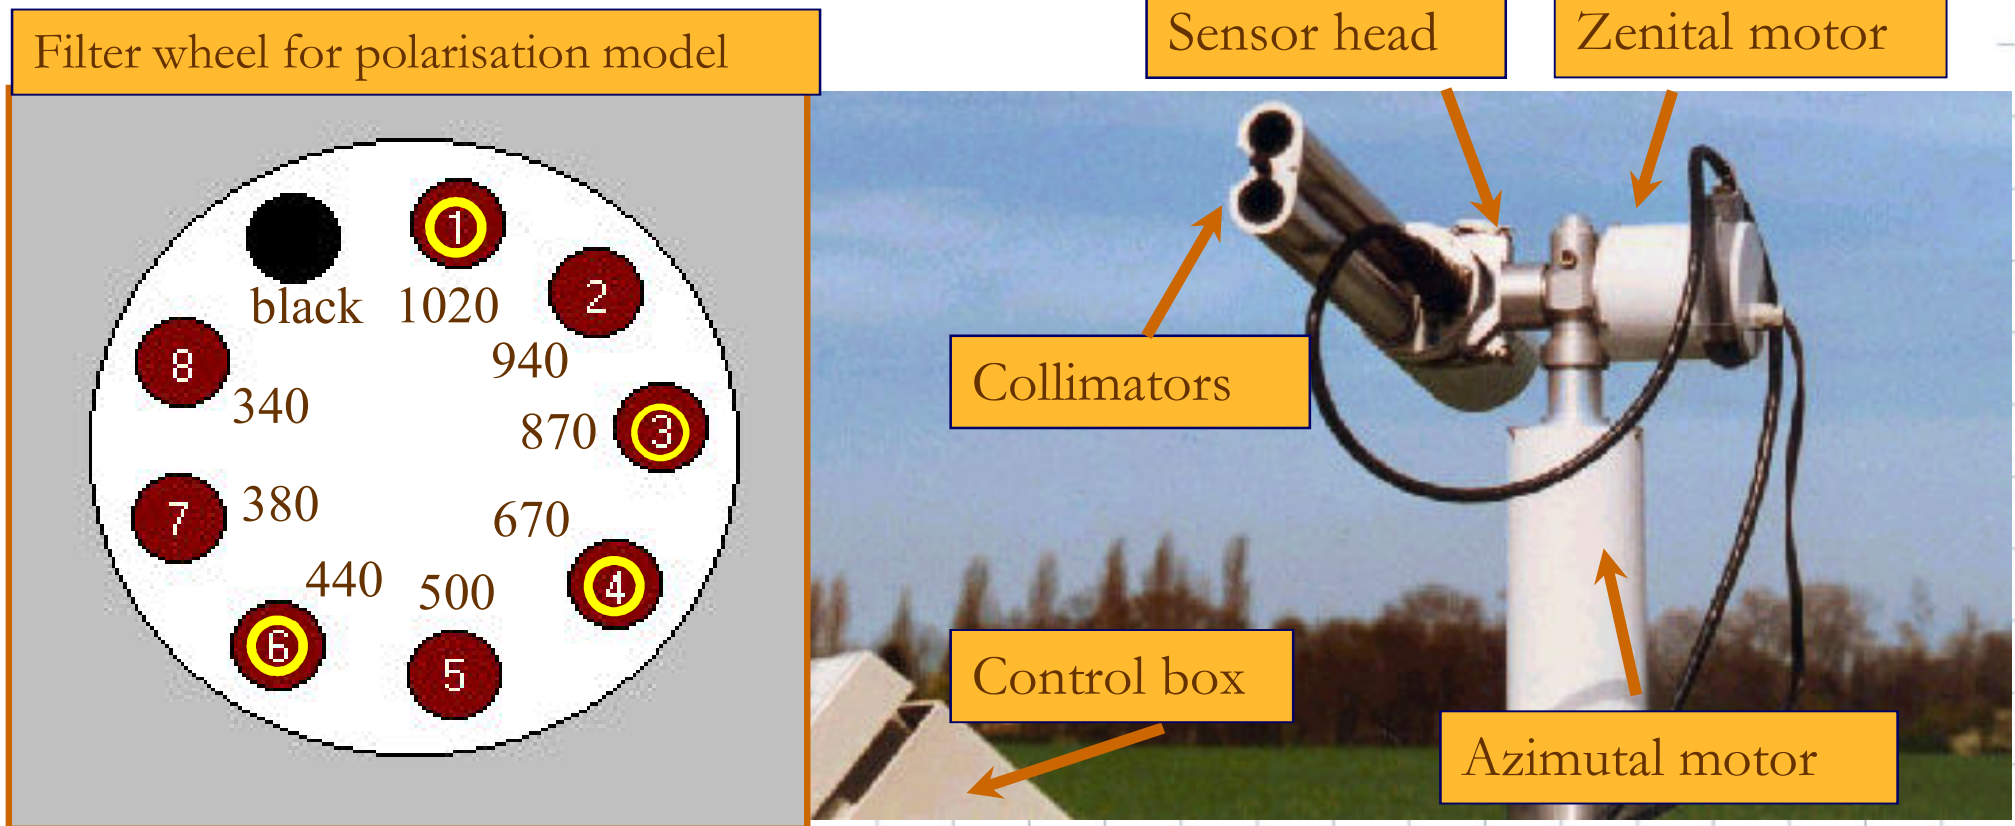 Filter wheel for polarisation model
Sensor head
Zenital motor
1
2
black
1020
940
8
340
870
3
Collimators
7
380
670
4
440
500
6
5
Control box
Azimutal motor